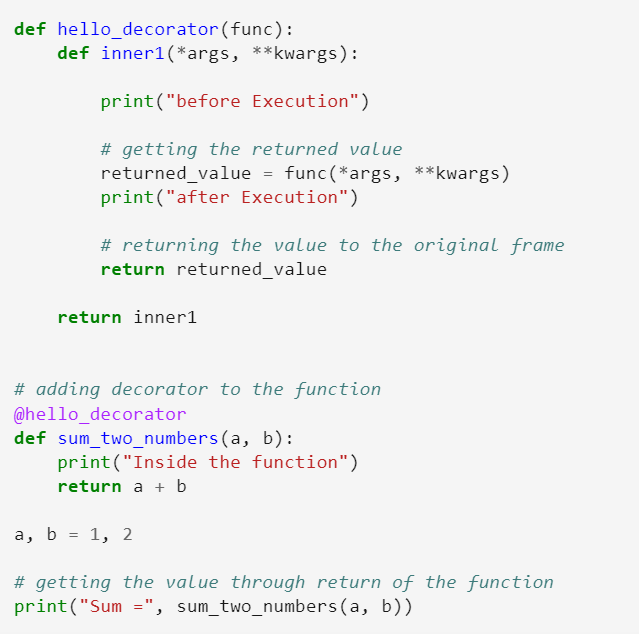 def hello_decorator(func):
    def inner1(*args, **kwargs):
        print("before Execution")
        # getting the returned value
        returned_value = func(*args, **kwargs)
        print("after Execution")
        # returning the value to the original frame
        return returned_value
    return inner1
# adding decorator to the function
@hello_decorator
def sum_two_numbers(a, b):
    print("Inside the function")
    return a + b
a, b = 1, 2
# getting the value through return of the function
print("Sum =", sum_two_numbers(a, b))